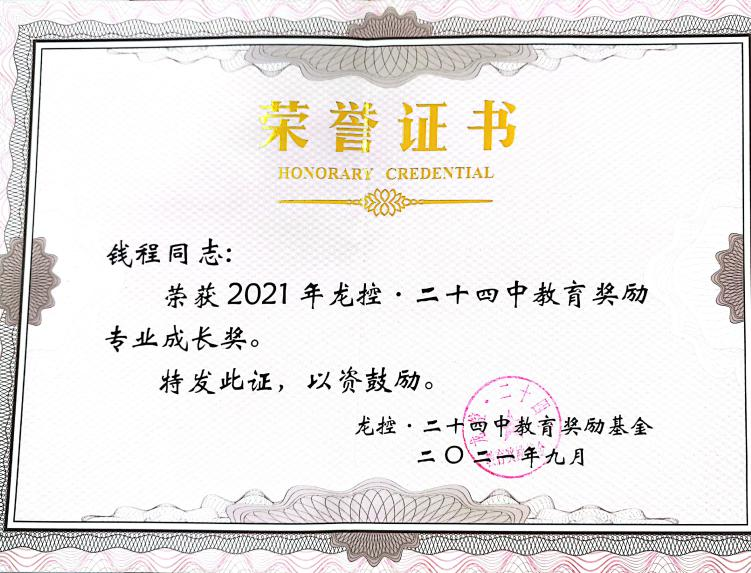 荣誉证书
HONORARY CREDENTIAL
钱程同志：
荣获2021年龙控·二十四中教育奖励
专业成长奖。
特发此证，以资鼓励。
龙控·二十四中教育奖励基金
二〇二一年九月